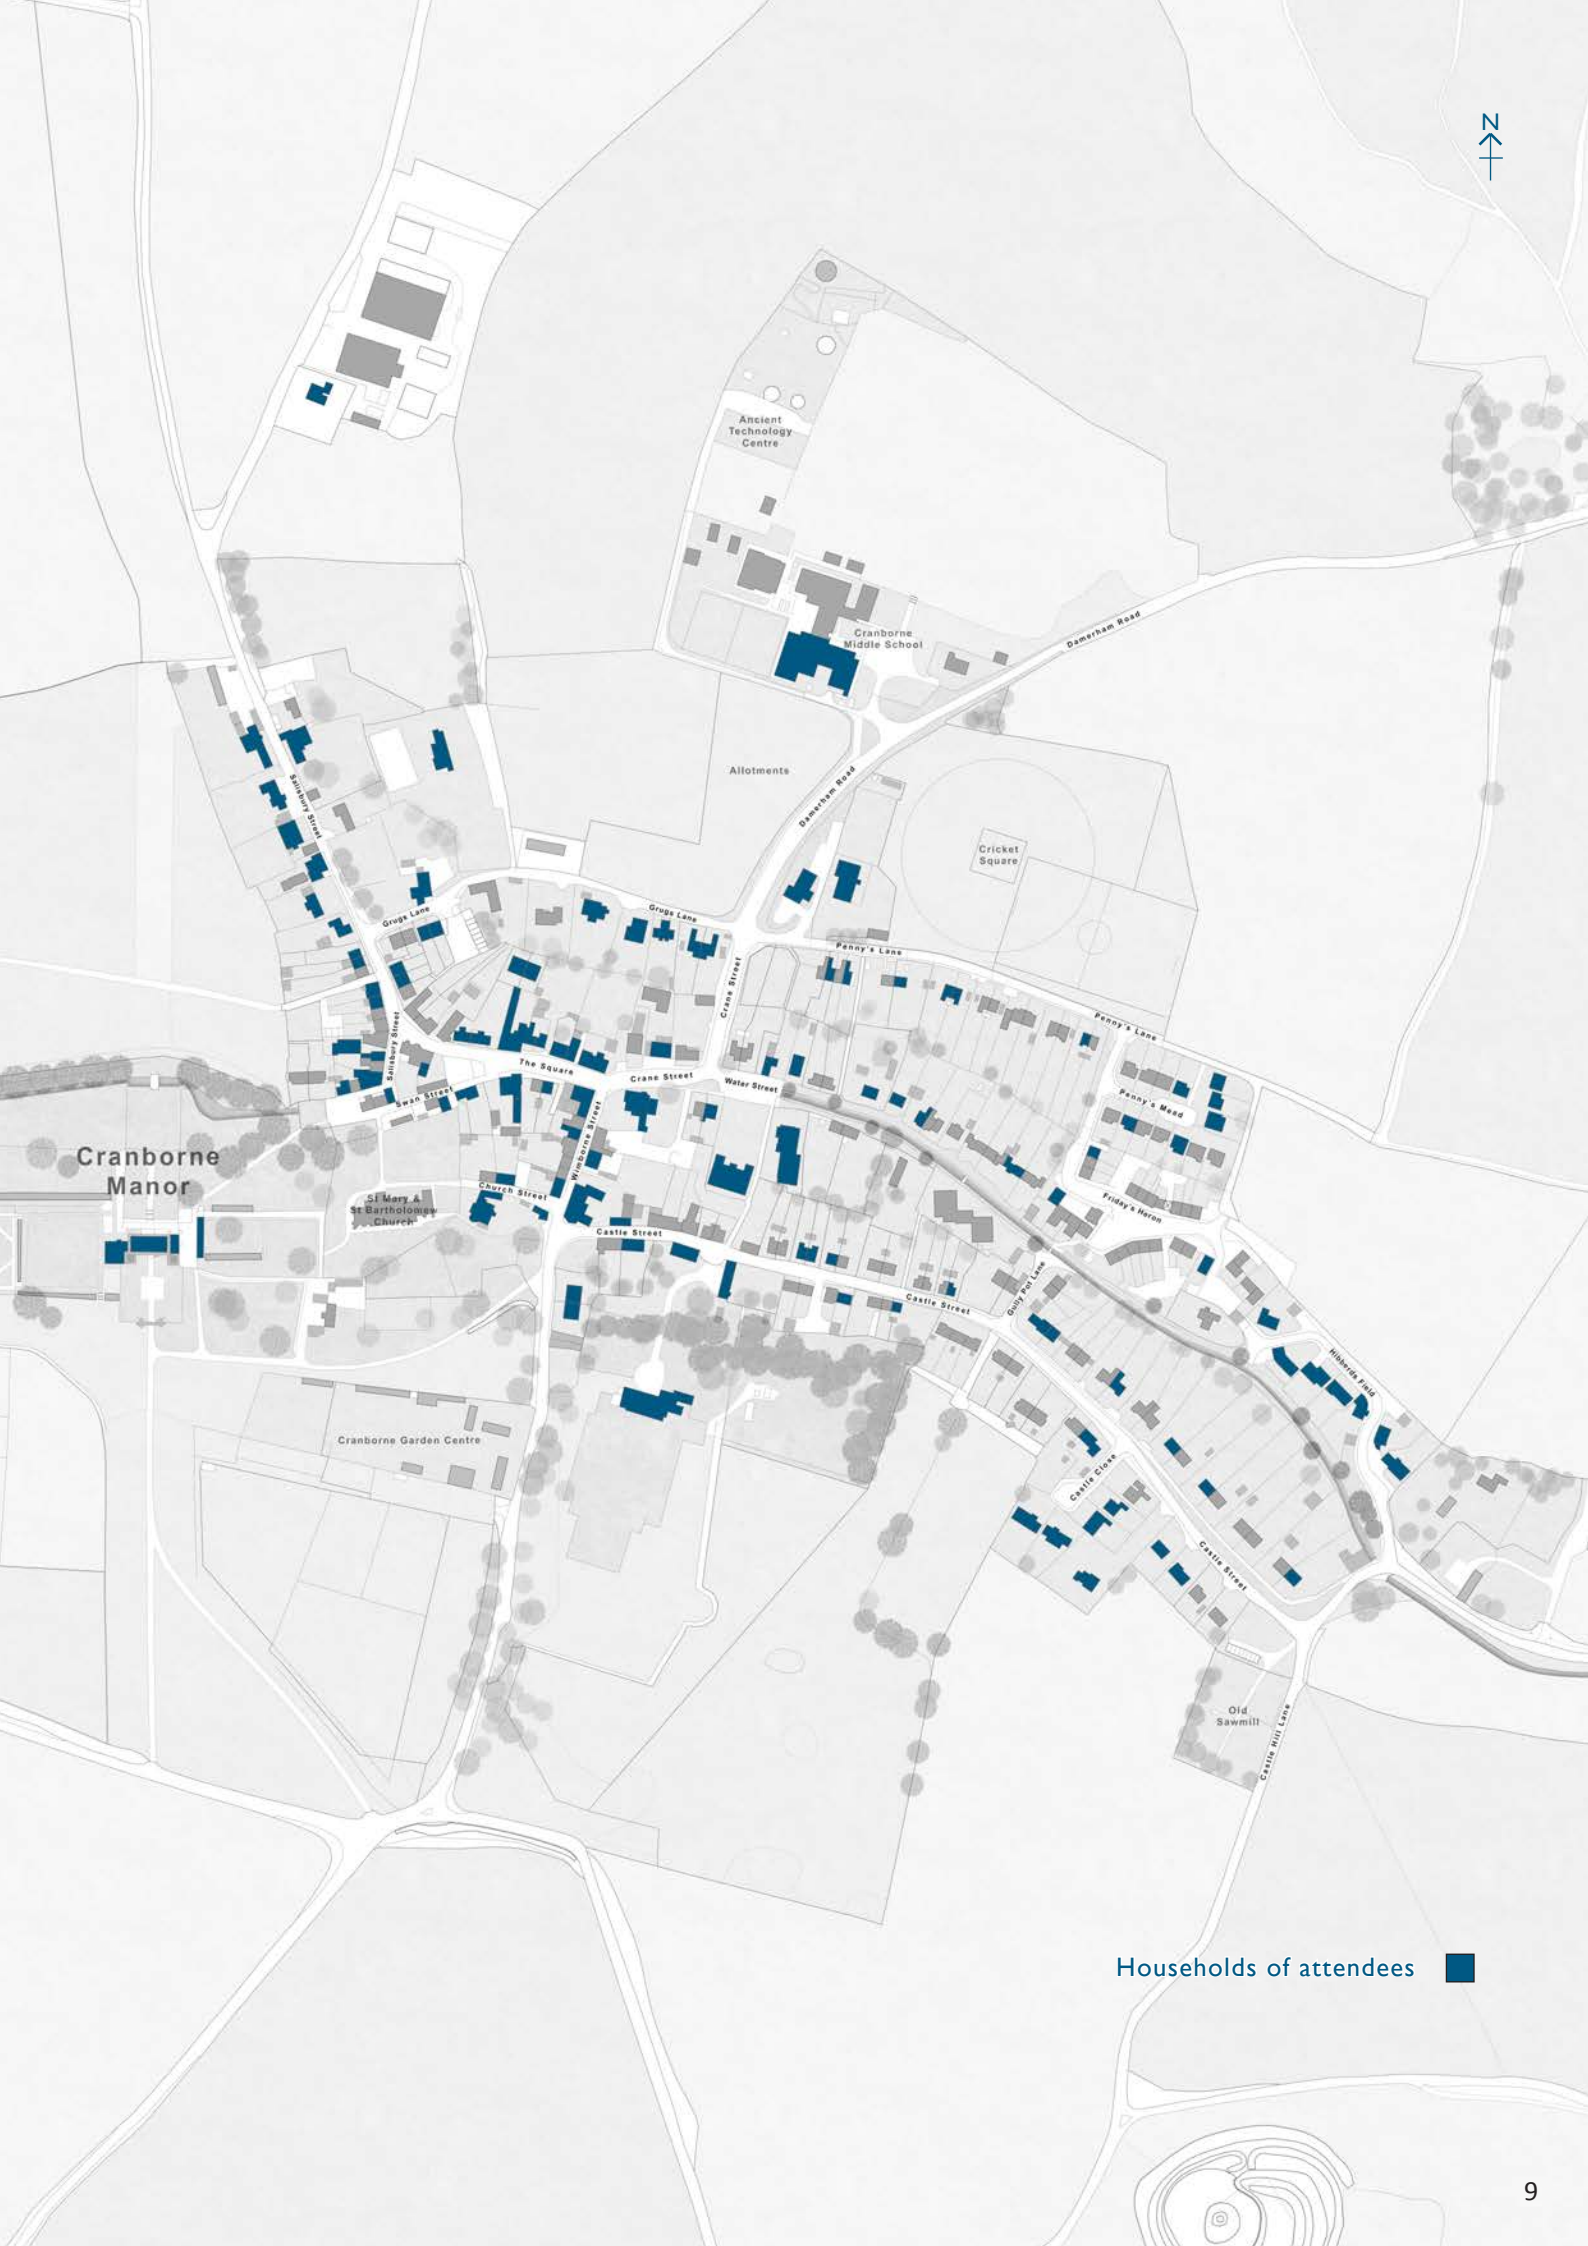 N
Ancient
Technology
Centre
Cranborne
Middle School
Damerham Road
Allotments
Damerham Road
Salisbury Street
Cricket
Square
Grugs Lane
Grugs Lane
Penny's Lane
Crane Street
Penny's Lane
Salisbury Street
The Square
Crane Street
Water Street
Swan Street
Penny's Mead
Wimborne Street
Cranborne
Manor
St Mary &
St Bartholomew
Church
Church Street
Friday's Heron
Castle Street
Gully Pot Lane
Castle Street
Hibberds Field
Cranborne Garden Centre
Castle Close
Castle Street
Old
Sawmill
Castle Hill Lane
Households of attendees
9